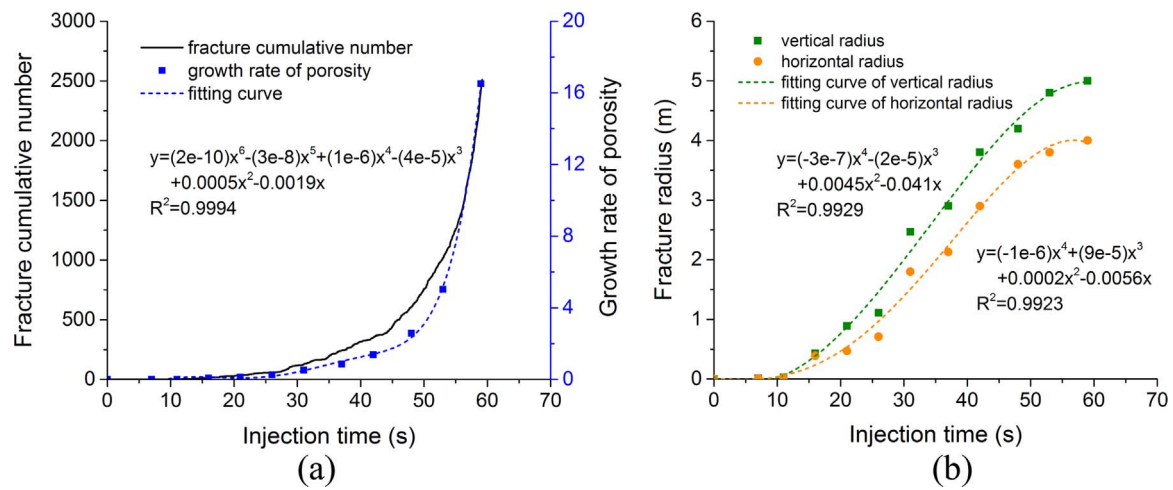 3000
2500
2000
1500
1000
500
0
Fracture cumulative number
fracture cumulative number
growth rate of porosity
fitting curve
y=(2e-10)x⁶-(3e-8)x⁵+(1e-6)x⁴-(4e-5)x³
+0.0005x²-0.0019x
R²=0.9994
20
16
12
8
4
0
Growth rate of porosity
0 10 20 30 40 50 60 70
Injection time (s)
(a)
6
5
4
3
2
1
0
Fracture radius (m)
vertical radius
horizontal radius
fitting curve of vertical radius
fitting curve of horizontal radius
y=(-3e-7)x⁴-(2e-5)x³
+0.0045x²-0.041x
R²=0.9929
y=(-1e-6)x⁴+(9e-5)x³
+0.0002x²-0.0056x
R²=0.9923
0 10 20 30 40 50 60 70
Injection time (s)
(b)